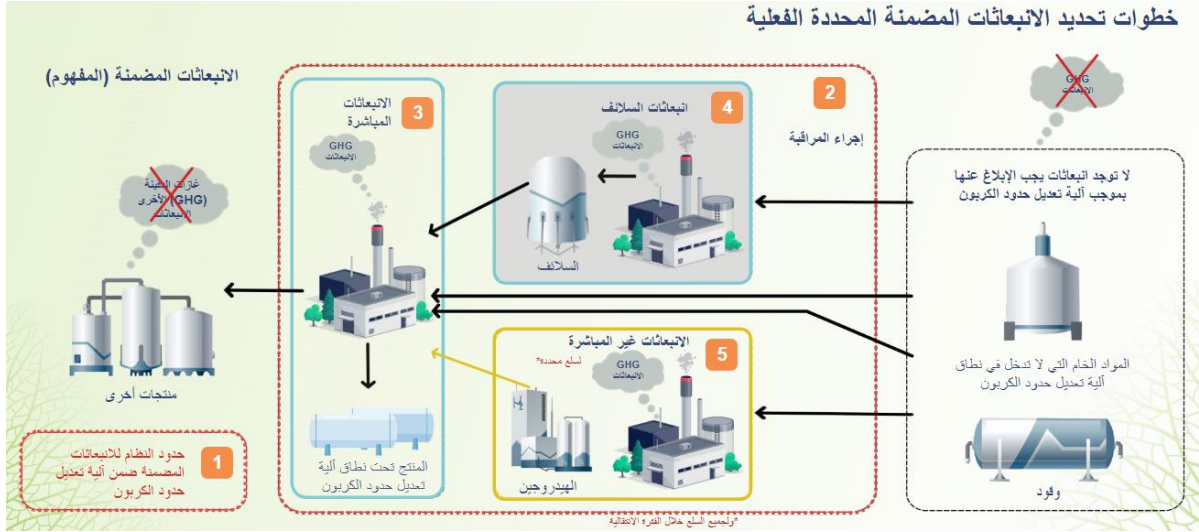 خطوات تحديد الانبعاثات المضمنة المحددة الفعلية
الانبعاثات المضمنة (المفهوم)
GHG
الانبعاثات
لا توجد انبعاثات يجب الإبلاغ عنها
بموجب آلية تعديل حدود الكربون
المواد الخام التي لا تدخل في نطاق
آلية تعديل حدود الكربون
وقود
2
إجراء المراقبة
4
انبعاثات السلائف
GHG
الانبعاثات
السلائف
5
الانبعاثات غير المباشرة
لسلع محددة*
GHG
الانبعاثات
الهيدروجين
3
الانبعاثات
المباشرة
GHG
الانبعاثات
المنتج تحت نطاق آلية
تعديل حدود الكربون
غازات الدفيئة
(GHG) الأخرى
الانبعاثات
منتجات أخرى
1
حدود النظام للانبعاثات
المضمنة ضمن آلية تعديل
حدود الكربون
*ولجميع السلع خلال الفترة الانتقالية